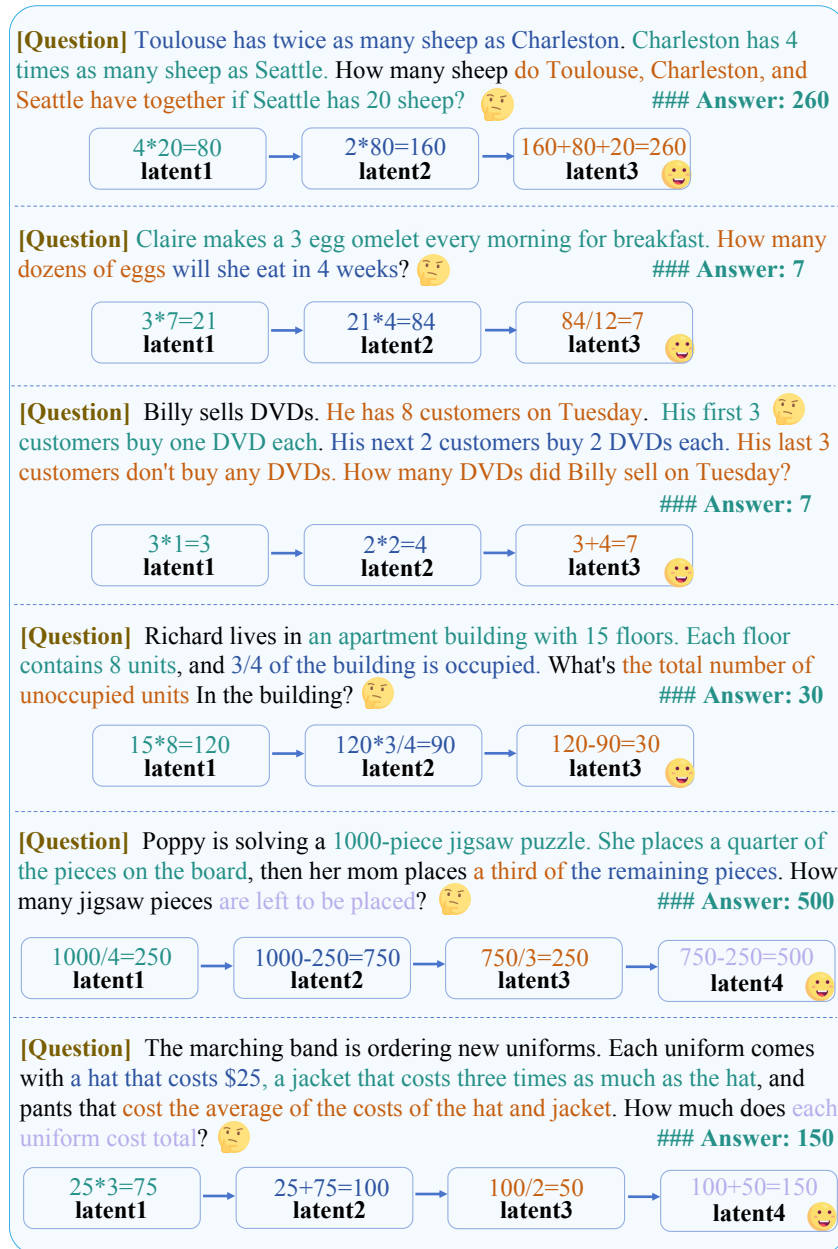 [Question] Toulouse has twice as many sheep as Charleston. Charleston has 4
times as many sheep as Seattle. How many sheep do Toulouse, Charleston, and
Seattle have together if Seattle has 20 sheep?
### Answer: 260
4*20=80
latent1
2*80=160
latent2
160+80+20=260
latent3
[Question] Claire makes a 3 egg omelet every morning for breakfast. How many
dozens of eggs will she eat in 4 weeks?
### Answer: 7
3*7=21
latent1
21*4=84
latent2
84/12=7
latent3
[Question] Billy sells DVDs. He has 8 customers on Tuesday. His first 3
customers buy one DVD each. His next 2 customers buy 2 DVDs each. His last 3
customers don't buy any DVDs. How many DVDs did Billy sell on Tuesday?
### Answer: 7
3*1=3
latent1
2*2=4
latent2
3+4=7
latent3
[Question] Richard lives in an apartment building with 15 floors. Each floor
contains 8 units, and 3/4 of the building is occupied. What's the total number of
unoccupied units In the building?
### Answer: 30
15*8=120
latent1
120*3/4=90
latent2
120-90=30
latent3
[Question] Poppy is solving a 1000-piece jigsaw puzzle. She places a quarter of
the pieces on the board, then her mom places a third of the remaining pieces. How
many jigsaw pieces are left to be placed?
### Answer: 500
1000/4=250
latent1
1000-250=750
latent2
750/3=250
latent3
750-250=500
latent4
[Question] The marching band is ordering new uniforms. Each uniform comes
with a hat that costs $25, a jacket that costs three times as much as the hat, and
pants that cost the average of the costs of the hat and jacket. How much does each
uniform cost total?
### Answer: 150
25*3=75
latent1
25+75=100
latent2
100/2=50
latent3
100+50=150
latent4